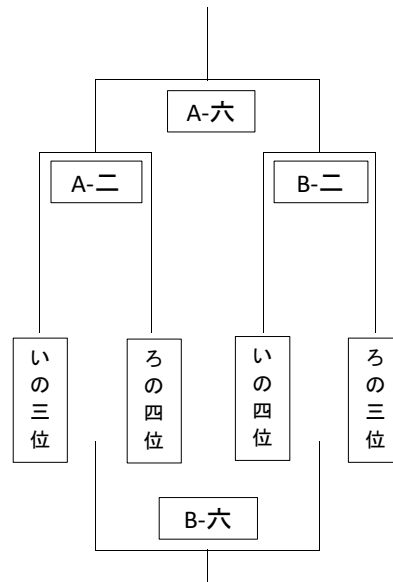 A-六
A-二
B-二
いの三位
ろの四位
いの四位
ろの三位
B-六